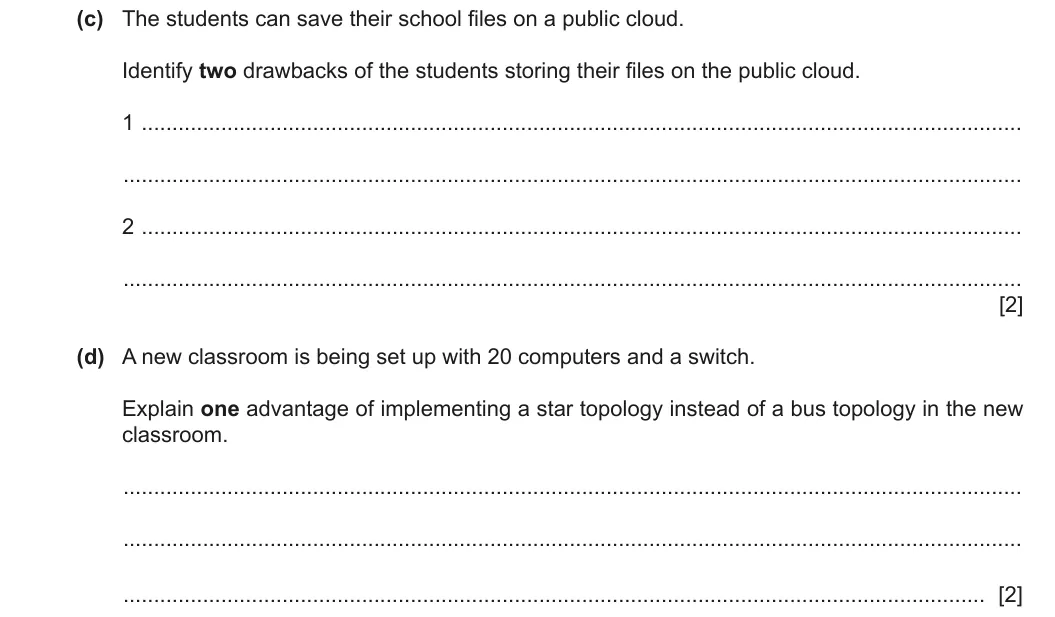 (c) The students can save their school files on a public cloud.
Identify two drawbacks of the students storing their files on the public cloud.
1 ..........................................................................................................................................
..........................................................................................................................................
2 ..........................................................................................................................................
..........................................................................................................................................
[2]
(d) A new classroom is being set up with 20 computers and a switch.
Explain one advantage of implementing a star topology instead of a bus topology in the new
classroom.
..........................................................................................................................................
..........................................................................................................................................
.................................................................................................................................... [2]